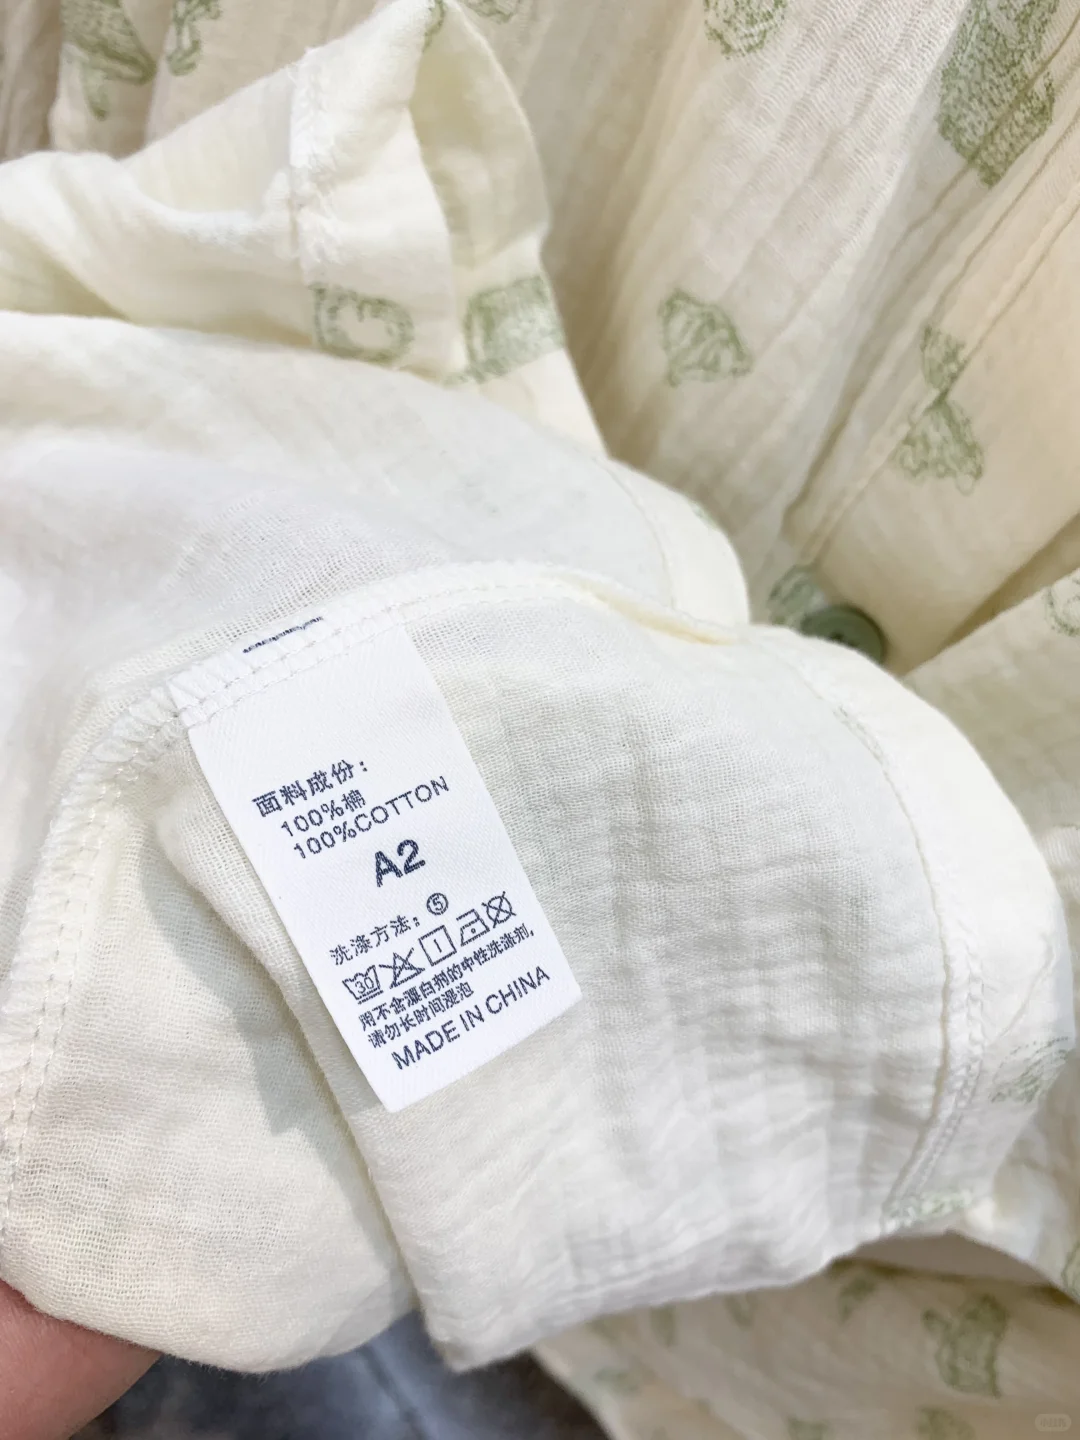 面料成份：
100%棉
100%COTTON
A2
洗涤方法：⑤
30
用不含漂白剂的中性洗涤剂，
请勿长时间浸泡
MADE IN CHINA